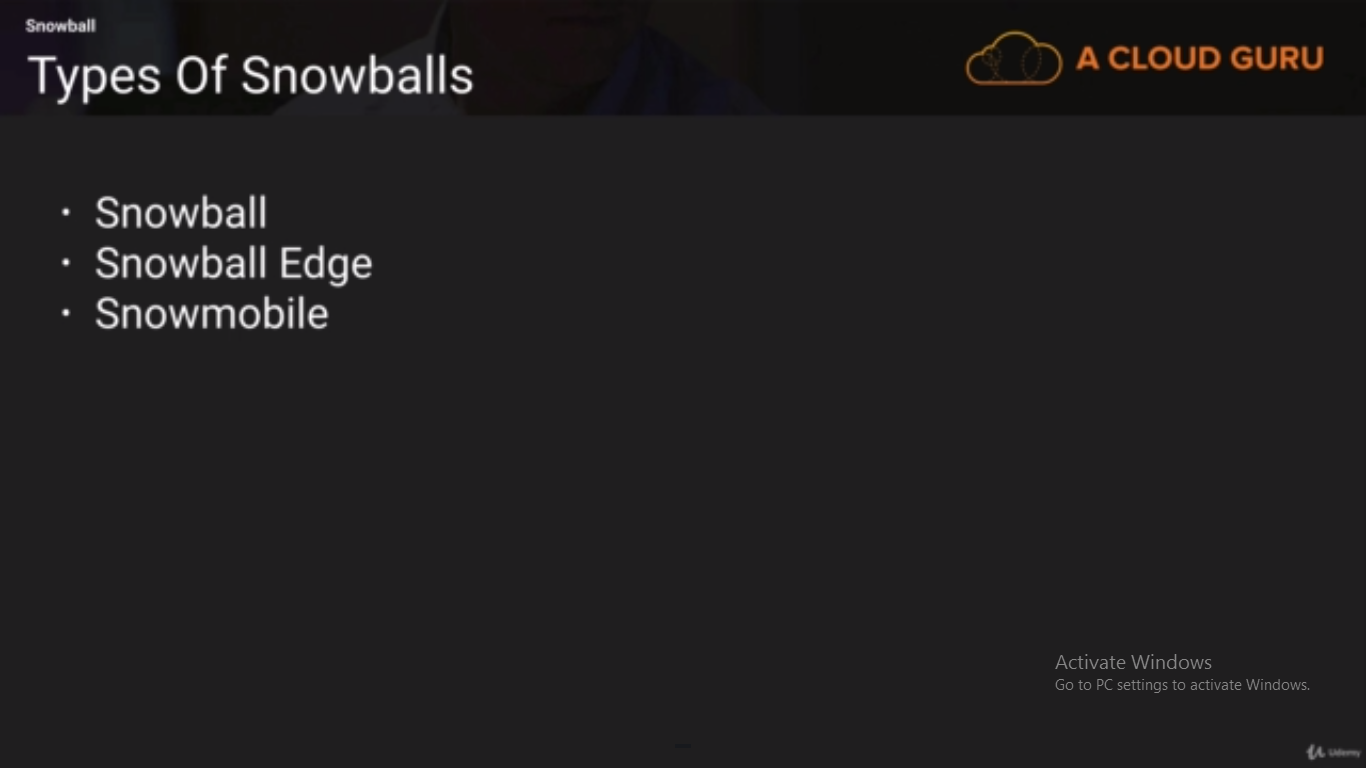 Snowball
Types Of Snowballs
A CLOUD GURU
• Snowball
• Snowball Edge
• Snowmobile
Activate Windows
Go to PC settings to activate Windows.
Udemy